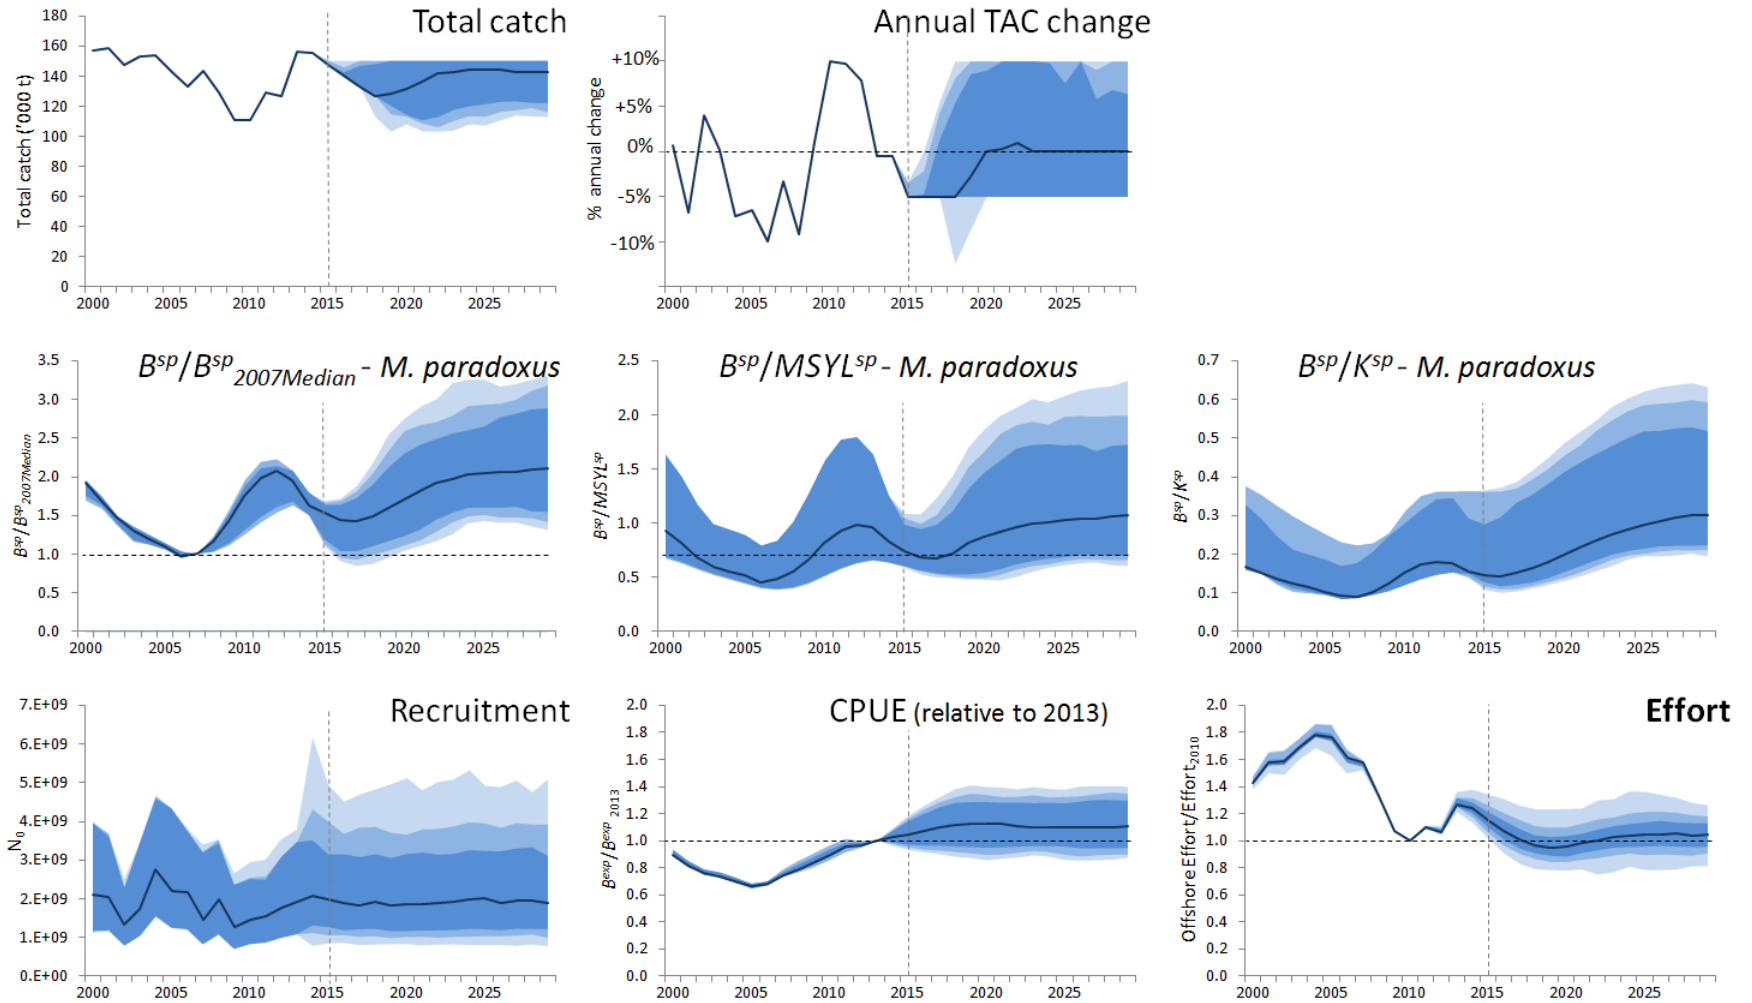 Total catch
Total catch ('000 t)
180
160
140
120
100
80
60
40
20
0
2000 2005 2010 2015 2020 2025
Annual TAC change
% annual change
+10%
+5%
0%
-5%
-10%
2000 2005 2010 2015 2020 2025
Bsp/Bsp2007Median - M. paradoxus
Bsp/Bsp2007Median
3.5
3.0
2.5
2.0
1.5
1.0
0.5
0.0
2000 2005 2010 2015 2020 2025
Bsp/MSYLsp - M. paradoxus
Bsp/MSYLsp
2.5
2.0
1.5
1.0
0.5
0.0
2000 2005 2010 2015 2020 2025
Bsp/Ksp - M. paradoxus
Bsp/Ksp
0.7
0.6
0.5
0.4
0.3
0.2
0.1
0.0
2000 2005 2010 2015 2020 2025
Recruitment
N0
7.E+09
6.E+09
5.E+09
4.E+09
3.E+09
2.E+09
1.E+09
0.E+00
2000 2005 2010 2015 2020 2025
CPUE (relative to 2013)
Bexp/Bexp2013
2.0
1.8
1.6
1.4
1.2
1.0
0.8
0.6
0.4
0.2
0.0
2000 2005 2010 2015 2020 2025
Effort
Offshore Effort/Effort2010
2.0
1.8
1.6
1.4
1.2
1.0
0.8
0.6
0.4
0.2
0.0
2000 2005 2010 2015 2020 2025